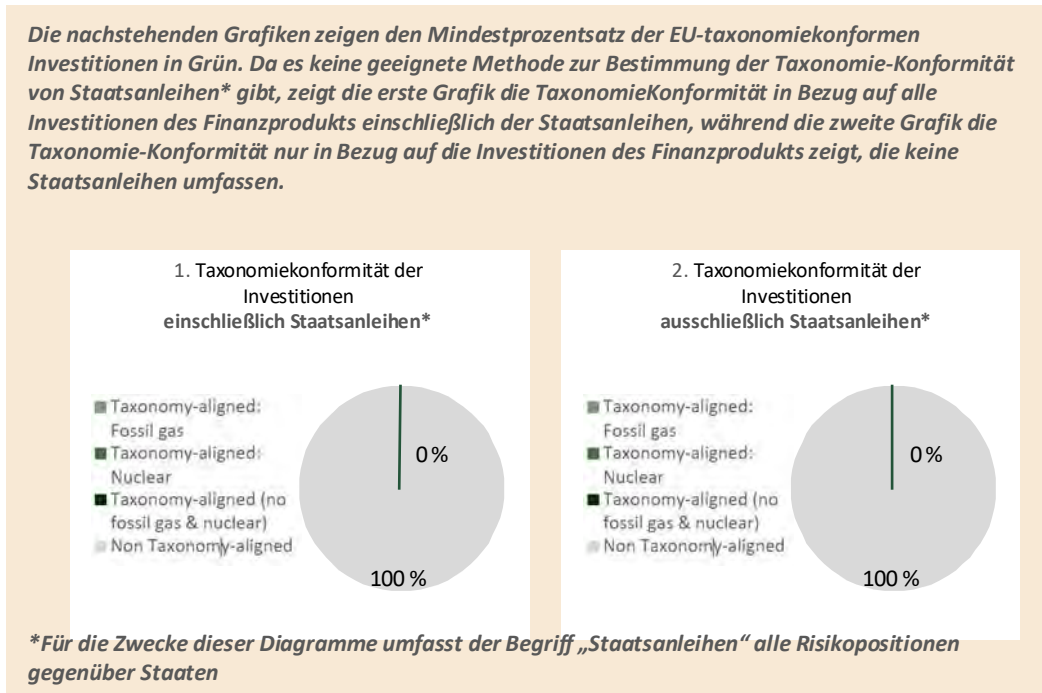 Die nachstehenden Grafiken zeigen den Mindestprozentsatz der EU-taxonomiekonformen
Investitionen in Grün. Da es keine geeignete Methode zur Bestimmung der Taxonomie-Konformität
von Staatsanleihen* gibt, zeigt die erste Grafik die TaxonomieKonformität in Bezug auf alle
Investitionen des Finanzprodukts einschließlich der Staatsanleihen, während die zweite Grafik die
Taxonomie-Konformität nur in Bezug auf die Investitionen des Finanzprodukts zeigt, die keine
Staatsanleihen umfassen.
1. Taxonomiekonformität der
Investitionen
einschließlich Staatsanleihen*
Taxonomy-aligned:
Fossil gas
Taxonomy-aligned:
Nuclear
Taxonomy-aligned (no
fossil gas & nuclear)
Non Taxonomy-aligned
0 %
100 %
2. Taxonomiekonformität der
Investitionen
ausschließlich Staatsanleihen*
Taxonomy-aligned:
Fossil gas
Taxonomy-aligned:
Nuclear
Taxonomy-aligned (no
fossil gas & nuclear)
Non Taxonomy-aligned
0 %
100 %
*Für die Zwecke dieser Diagramme umfasst der Begriff „Staatsanleihen“ alle Risikopositionen
gegenüber Staaten